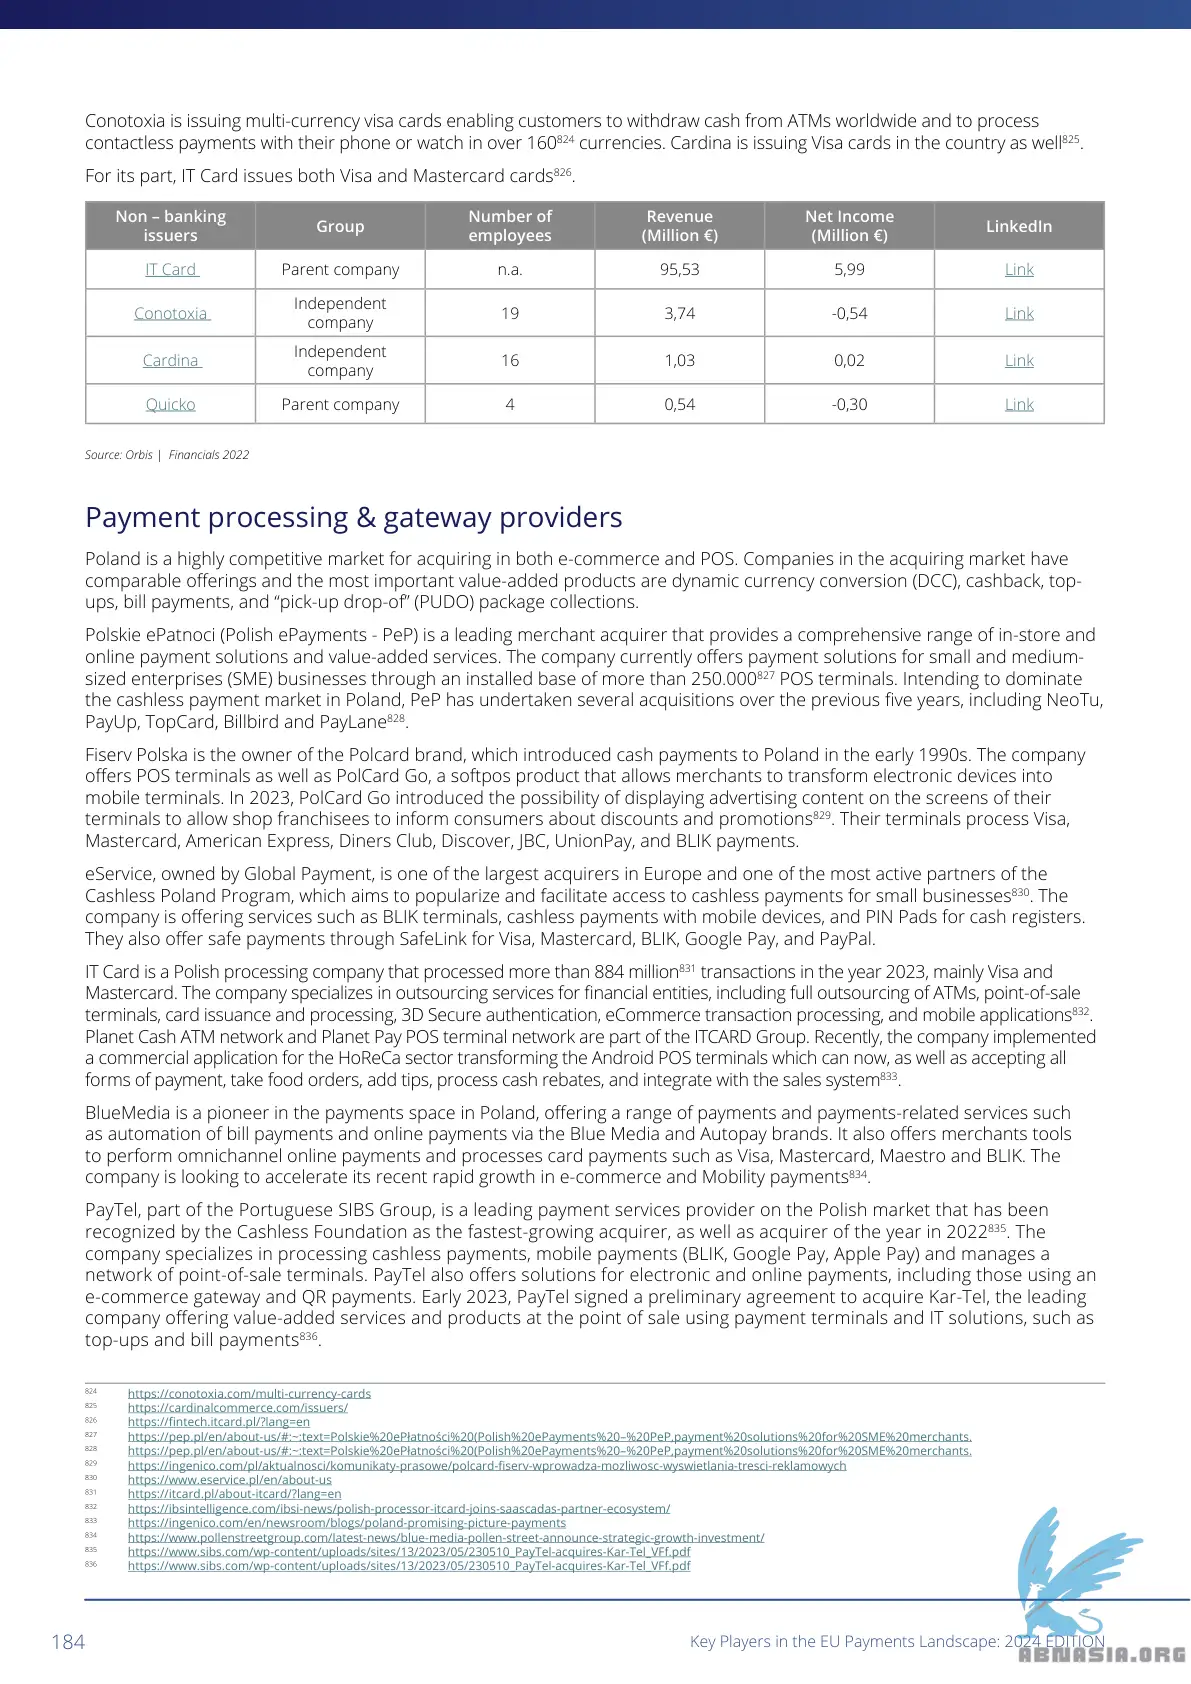 Conotoxia is issuing multi-currency visa cards enabling customers to withdraw cash from ATMs worldwide and to process
contactless payments with their phone or watch in over 160824 currencies. Cardina is issuing Visa cards in the country as well825.
For its part, IT Card issues both Visa and Mastercard cards826.
Non – banking issuers | Group | Number of employees | Revenue (Million €) | Net Income (Million €) | LinkedIn
IT Card | Parent company | n.a. | 95,53 | 5,99 | Link
Conotoxia | Independent company | 19 | 3,74 | -0,54 | Link
Cardina | Independent company | 16 | 1,03 | 0,02 | Link
Quicko | Parent company | 4 | 0,54 | -0,30 | Link
Source: Orbis | Financials 2022
Payment processing & gateway providers
Poland is a highly competitive market for acquiring in both e-commerce and POS. Companies in the acquiring market have
comparable offerings and the most important value-added products are dynamic currency conversion (DCC), cashback, top-
ups, bill payments, and “pick-up drop-of” (PUDO) package collections.
Polskie ePatnoci (Polish ePayments - PeP) is a leading merchant acquirer that provides a comprehensive range of in-store and
online payment solutions and value-added services. The company currently offers payment solutions for small and medium-
sized enterprises (SME) businesses through an installed base of more than 250.000827 POS terminals. Intending to dominate
the cashless payment market in Poland, PeP has undertaken several acquisitions over the previous five years, including NeoTu,
PayUp, TopCard, Billbird and PayLane828.
Fiserv Polska is the owner of the Polcard brand, which introduced cash payments to Poland in the early 1990s. The company
offers POS terminals as well as PolCard Go, a softpos product that allows merchants to transform electronic devices into
mobile terminals. In 2023, PolCard Go introduced the possibility of displaying advertising content on the screens of their
terminals to allow shop franchisees to inform consumers about discounts and promotions829. Their terminals process Visa,
Mastercard, American Express, Diners Club, Discover, JBC, UnionPay, and BLIK payments.
eService, owned by Global Payment, is one of the largest acquirers in Europe and one of the most active partners of the
Cashless Poland Program, which aims to popularize and facilitate access to cashless payments for small businesses830. The
company is offering services such as BLIK terminals, cashless payments with mobile devices, and PIN Pads for cash registers.
They also offer safe payments through SafeLink for Visa, Mastercard, BLIK, Google Pay, and PayPal.
IT Card is a Polish processing company that processed more than 884 million831 transactions in the year 2023, mainly Visa and
Mastercard. The company specializes in outsourcing services for financial entities, including full outsourcing of ATMs, point-of-sale
terminals, card issuance and processing, 3D Secure authentication, eCommerce transaction processing, and mobile applications832.
Planet Cash ATM network and Planet Pay POS terminal network are part of the ITCARD Group. Recently, the company implemented
a commercial application for the HoReCa sector transforming the Android POS terminals which can now, as well as accepting all
forms of payment, take food orders, add tips, process cash rebates, and integrate with the sales system833.
BlueMedia is a pioneer in the payments space in Poland, offering a range of payments and payments-related services such
as automation of bill payments and online payments via the Blue Media and Autopay brands. It also offers merchants tools
to perform omnichannel online payments and processes card payments such as Visa, Mastercard, Maestro and BLIK. The
company is looking to accelerate its recent rapid growth in e-commerce and Mobility payments834.
PayTel, part of the Portuguese SIBS Group, is a leading payment services provider on the Polish market that has been
recognized by the Cashless Foundation as the fastest-growing acquirer, as well as acquirer of the year in 2022835. The
company specializes in processing cashless payments, mobile payments (BLIK, Google Pay, Apple Pay) and manages a
network of point-of-sale terminals. PayTel also offers solutions for electronic and online payments, including those using an
e-commerce gateway and QR payments. Early 2023, PayTel signed a preliminary agreement to acquire Kar-Tel, the leading
company offering value-added services and products at the point of sale using payment terminals and IT solutions, such as
top-ups and bill payments836.
824 https://conotoxia.com/multi-currency-cards
825 https://cardinalcommerce.com/issuers/
826 https://fintech.itcard.pl/?lang=en
827 https://pep.pl/en/about-us/#:~:text=Polskie%20ePłatności%20(Polish%20ePayments%20–%20PeP,payment%20solutions%20for%20SME%20merchants.
828 https://pep.pl/en/about-us/#:~:text=Polskie%20ePłatności%20(Polish%20ePayments%20–%20PeP,payment%20solutions%20for%20SME%20merchants.
829 https://ingenico.com/pl/aktualnosci/komunikaty-prasowe/polcard-fiserv-wprowadza-mozliwosc-wyswietlania-tresci-reklamowych
830 https://www.eservice.pl/en/about-us
831 https://itcard.pl/about-itcard/?lang=en
832 https://ibsintelligence.com/ibsi-news/polish-processor-itcard-joins-saascadas-partner-ecosystem/
833 https://ingenico.com/en/newsroom/blogs/poland-promising-picture-payments
834 https://www.pollenstreetgroup.com/latest-news/blue-media-pollen-street-announce-strategic-growth-investment/
835 https://www.sibs.com/wp-content/uploads/sites/13/2023/05/230510_PayTel-acquires-Kar-Tel_VFf.pdf
836 https://www.sibs.com/wp-content/uploads/sites/13/2023/05/230510_PayTel-acquires-Kar-Tel_VFf.pdf
184
Key Players in the EU Payments Landscape: 2024 EDITION
ABNASIA.ORG